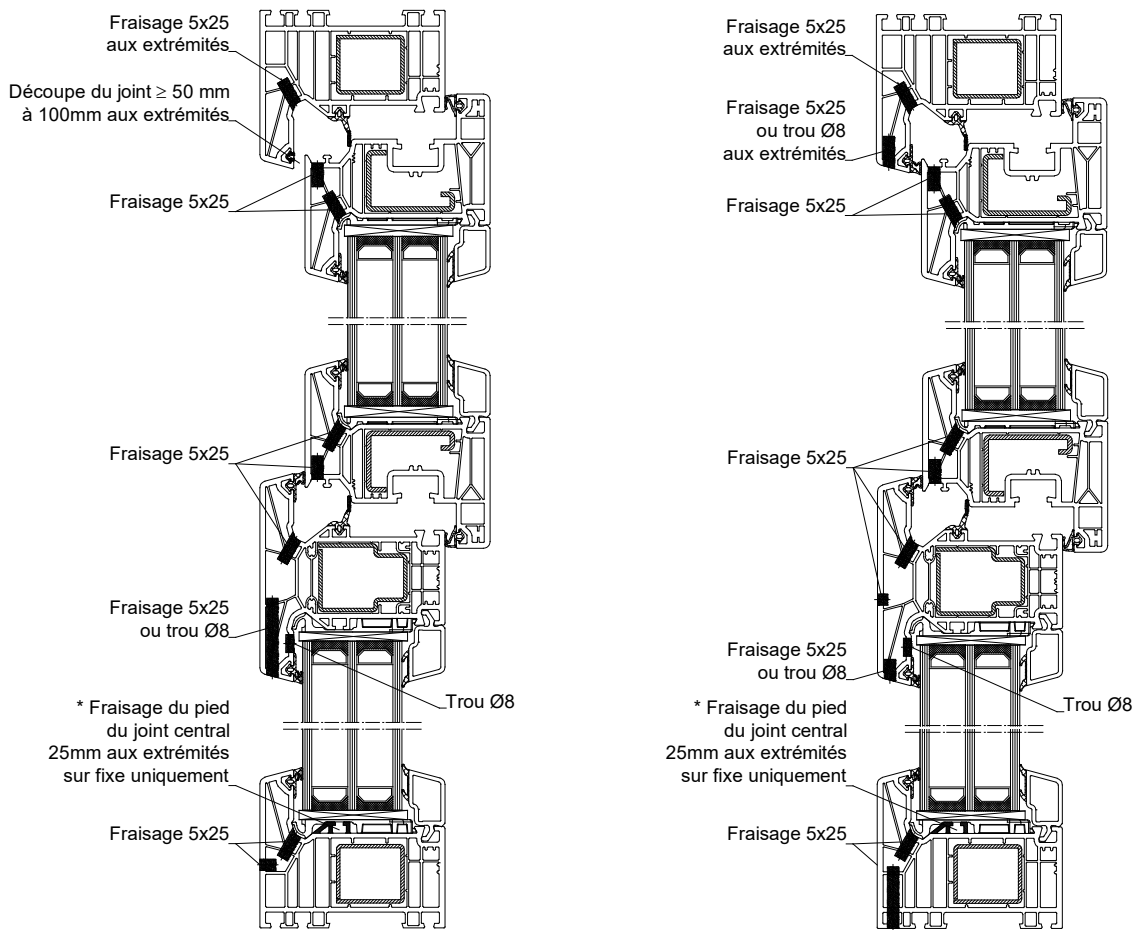 Fraisage 5x25
aux extrémités
Découpe du joint ≥ 50 mm
à 100mm aux extrémités
Fraisage 5x25
Fraisage 5x25
Fraisage 5x25
ou trou Ø8
Trou Ø8
* Fraisage du pied
du joint central
25mm aux extrémités
sur fixe uniquement
Fraisage 5x25
Fraisage 5x25
aux extrémités
Fraisage 5x25
ou trou Ø8
aux extrémités
Fraisage 5x25
Fraisage 5x25
Fraisage 5x25
ou trou Ø8
Trou Ø8
* Fraisage du pied
du joint central
25mm aux extrémités
sur fixe uniquement
Fraisage 5x25